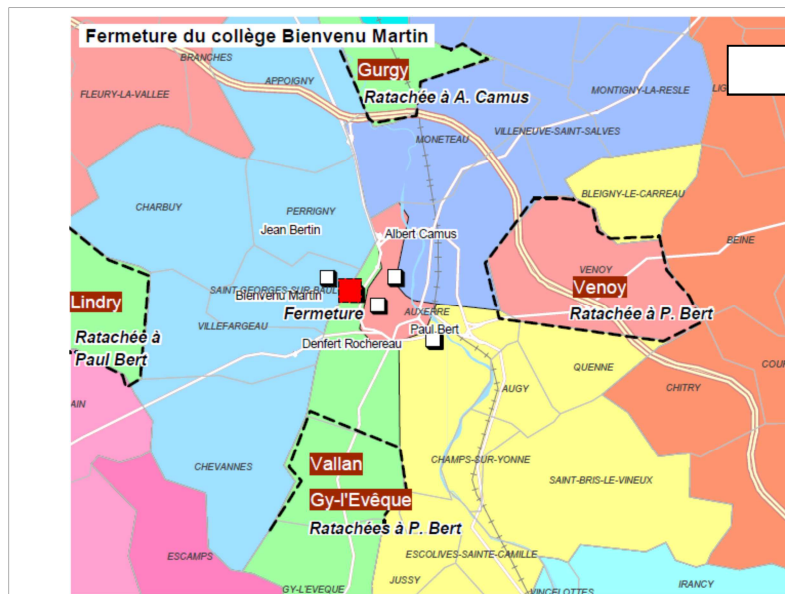 Fermeture du collège Bienvenu Martin
BRANCHES
Gurgy
APPOIGNY
FLEURY-LA-VALLEE
Ratachée à A. Camus
MONTIGNY-LA-RESLE
VILLENEUVE-SAINT-SALVES
MONETEAU
BLEIGNY-LE-CARREAU
CHARBUY
PERRIGNY
Jean Bertin
Albert Camus
BEINE
VENOY
Venoy
SAINT-GEORGES-SUR-BAUL
Bienvenu Martin
Lindry
Fermeture
AUXERRE
Ratachée à P. Bert
VILLEFARGEAU
Paul Bert
Ratachée à
Paul Bert
Denfert Rochereau
QUENNE
CHITRY
AUGY
CHEVANNES
Vallan
CHAMPS-SUR-YONNE
Gy-l'Evêque
SAINT-BRIS-LE-VINEUX
Ratachées à P. Bert
ESCAMPS
ESCOLIVES-SAINTE-CAMILLE
JUSSY
GY-L'EVEQUE
VINCELOTTES
IRANCY